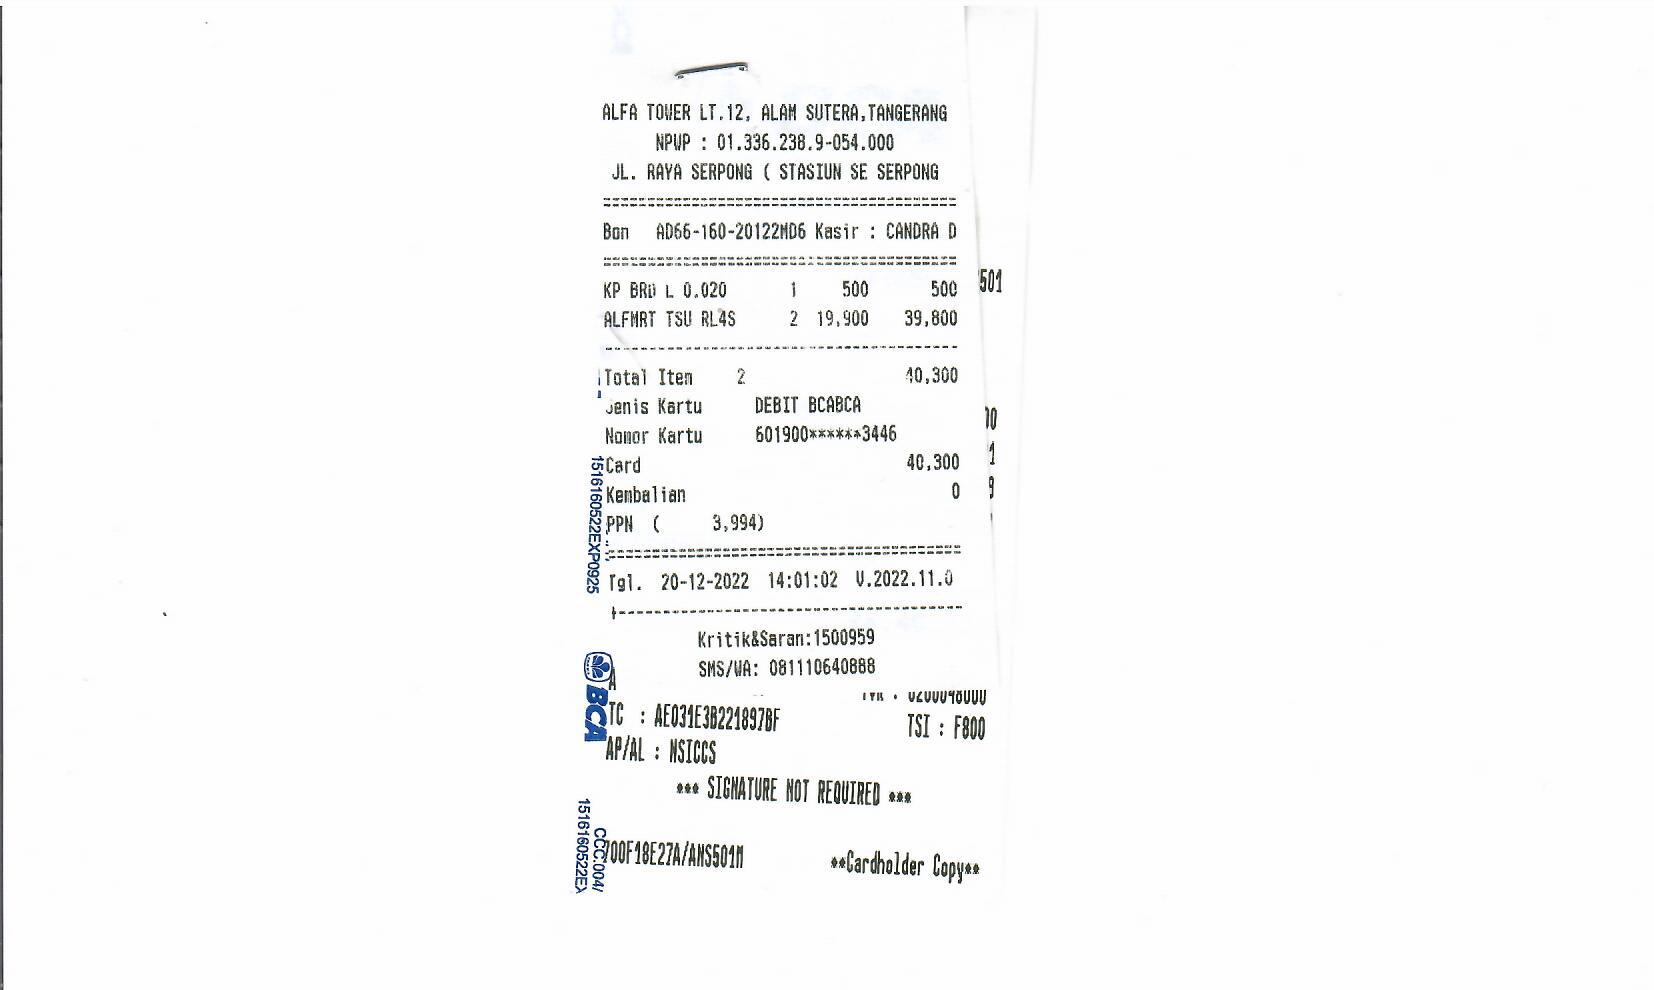 ALFA TOWER LT.12, ALAM SUTERA,TANGERANG
NPWP : 01.336.238.9-054.000
JL. RAYA SERPONG ( STASIUN SE SERPONG
Bon AD66-160-20122MD6 Kasir : CANDRA D
KP BRD L 0.020 1 500 500
ALFMRT TSU RL4S 2 19,900 39,800
Total Item 2 40,300
Jenis Kartu DEBIT BCABCA
Nomor Kartu 601900******3446
Card 40,300
Kembalian 0
PPN ( 3,994)
Tgl. 20-12-2022 14:01:02 V.2022.11.0
Kritik&Saran:1500959
SMS/WA: 081110640888
TC : AE031E3B221897BF TSI : F800
AP/AL : NSICCS
*** SIGNATURE NOT REQUIRED ***
700F18E27A/ANS501M **Cardholder Copy**
501
1516160522EXP0925
BCA
CCC.004/
1516160522EX